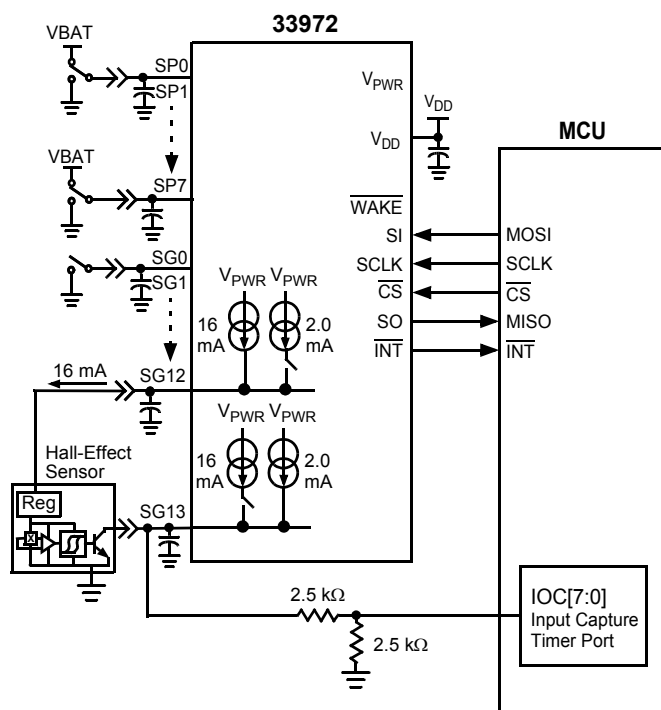 33972
VBAT
SP0
SP1
VPWR
VDD
VDD
MCU
VBAT
SP7
WAKE
SI
MOSI
SG0
SCLK
SCLK
SG1
VPWR VPWR
CS
CS
16 mA
2.0 mA
SO
MISO
INT
INT
16 mA
SG12
VPWR VPWR
16 mA
2.0 mA
Hall-Effect
Sensor
Reg
X
SG13
2.5 kΩ
2.5 kΩ
IOC[7:0]
Input Capture
Timer Port